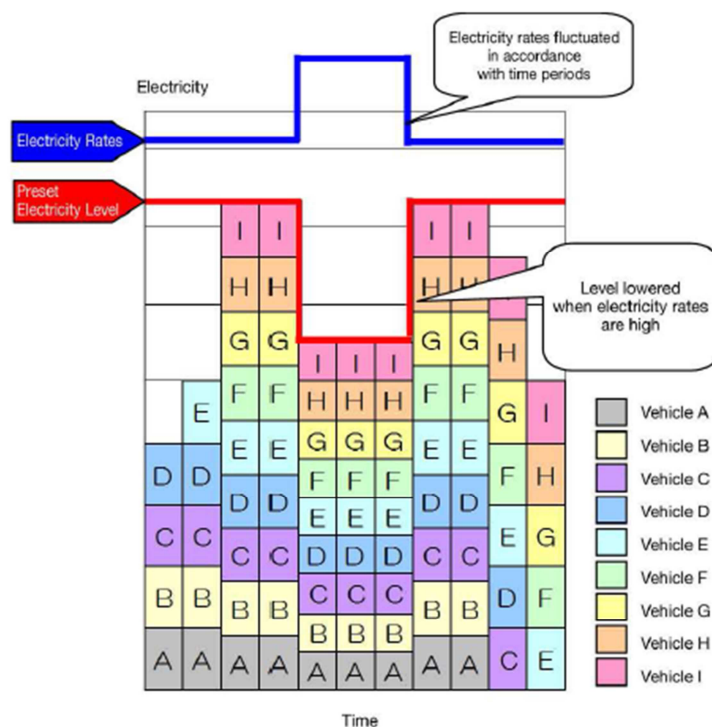 Electricity rates fluctuated
in accordance
with time periods
Electricity
Electricity Rates
Preset
Electricity Level
I I I I
H H H H
G G G G
F F F F
E E E E
D D D D
C C C C
B B B B
A A A A
E
D D
C C
B B
A A
I I I
H H H
G G G
F F F
E E E
D D D
C C C
B B B
A A A
H
G
F
E
D
C
I
H
G
F
E
Level lowered
when electricity rates
are high
Vehicle A
Vehicle B
Vehicle C
Vehicle D
Vehicle E
Vehicle F
Vehicle G
Vehicle H
Vehicle I
Time